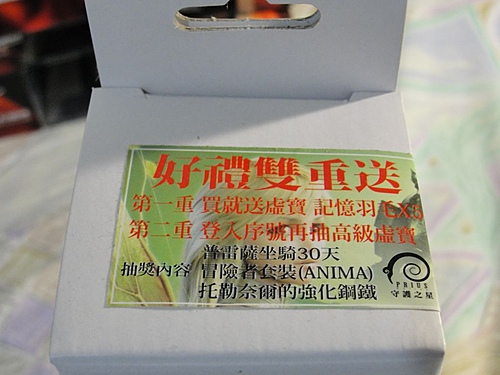 好禮雙重送
第一重 買就送虛寶 記憶羽毛X5
第二重 登入序號再抽高級虛寶
普雷薩坐騎30天
抽獎內容 冒險者套裝(ANIMA)
托勒奈爾的強化鋼鐵
PRIUS
守護之星